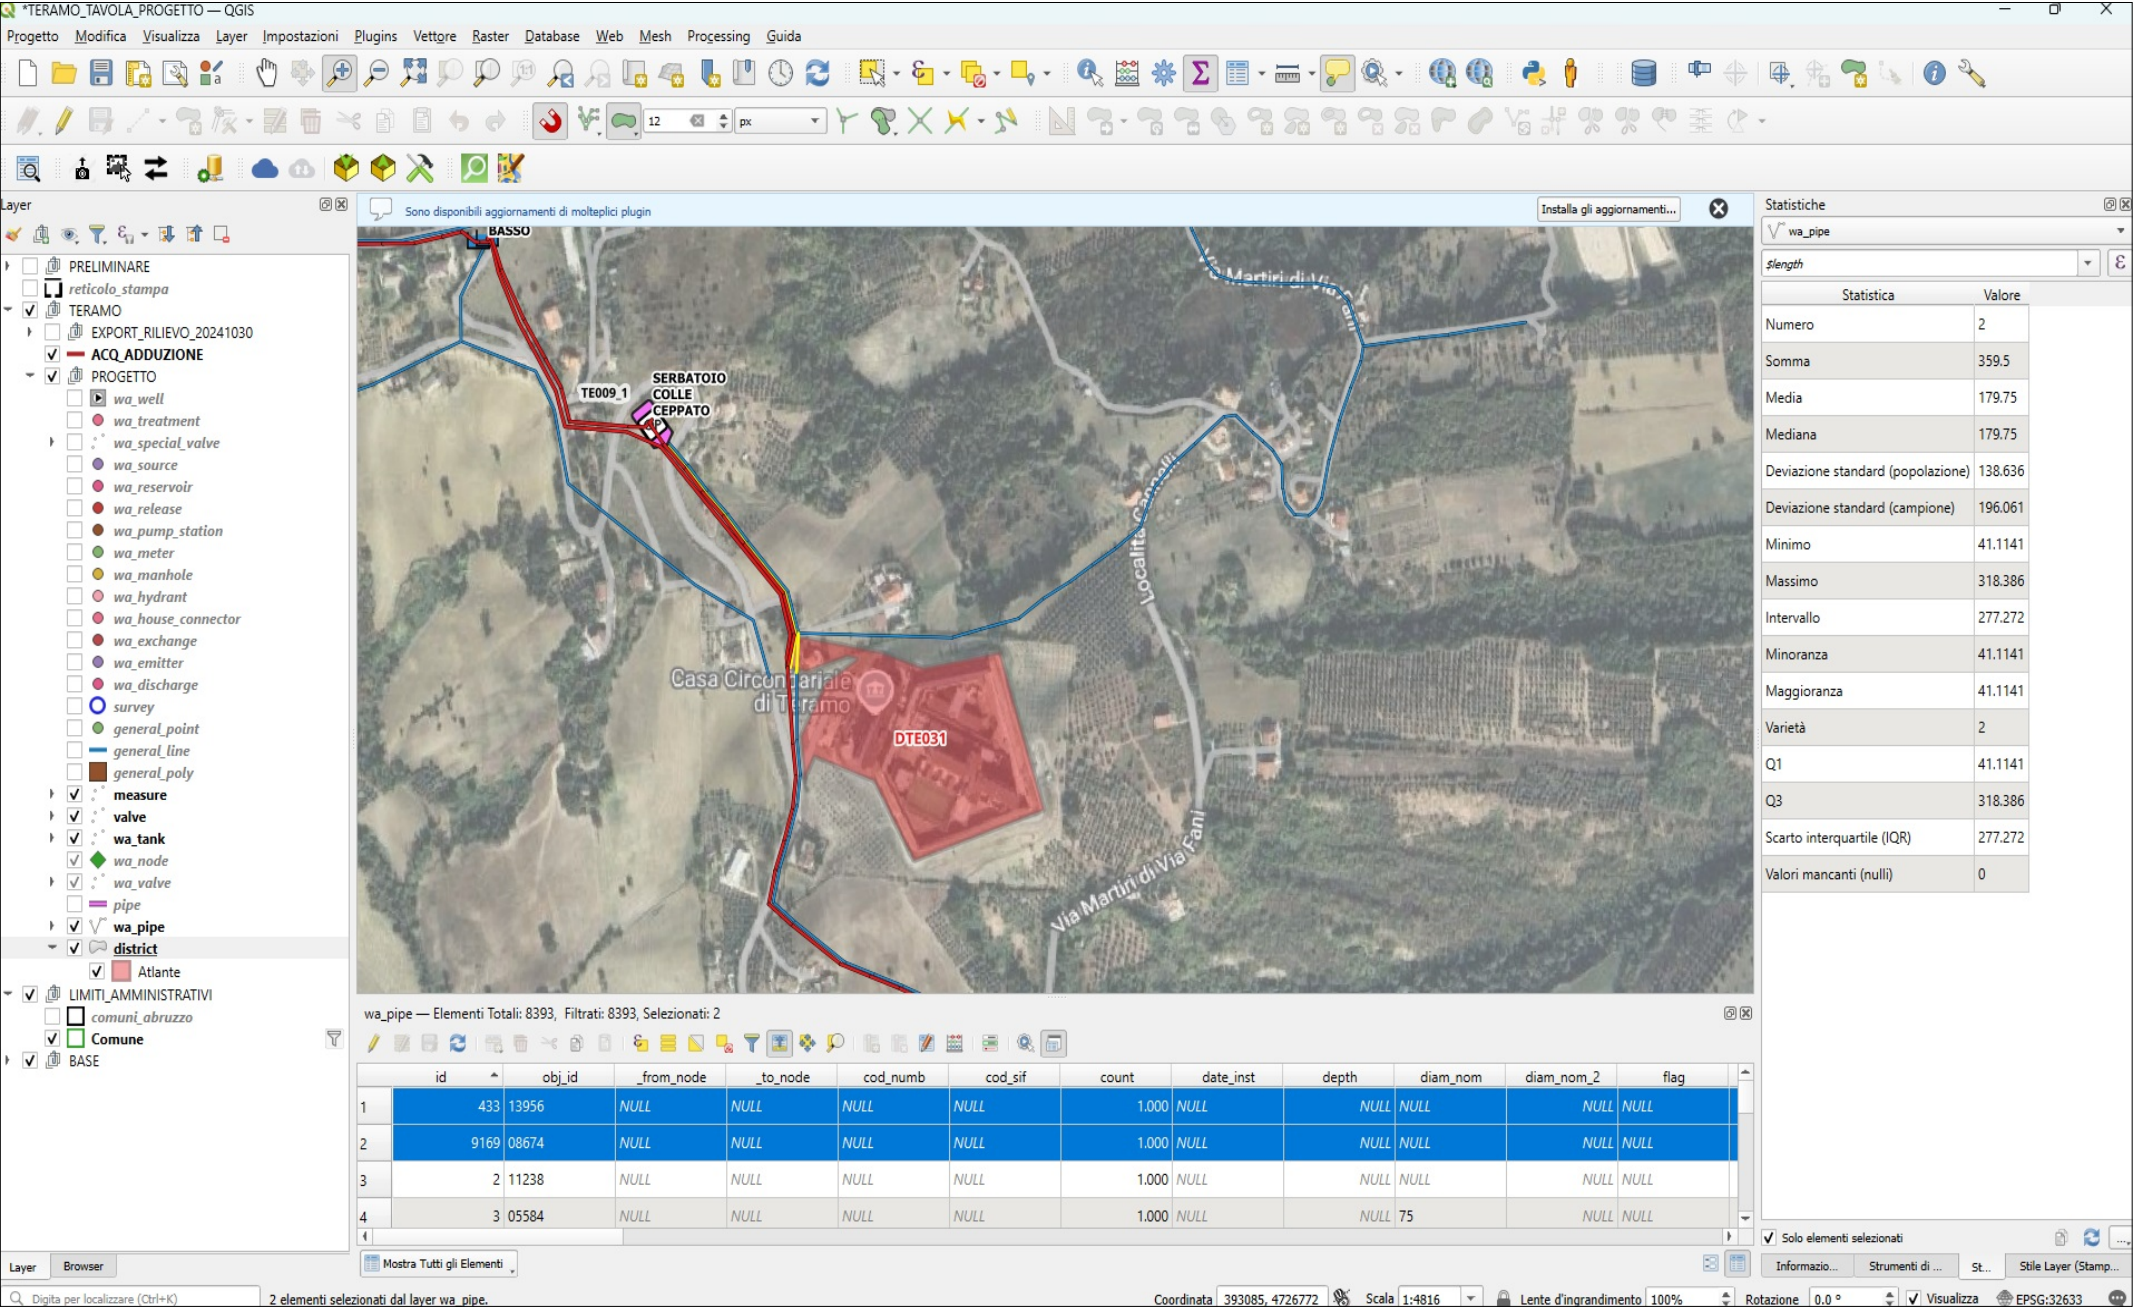 *TERAMO_TAVOLA_PROGETTO — QGIS
Progetto Modifica Visualizza Layer Impostazioni Plugins Vettore Raster Database Web Mesh Processing Guida
12 px
Layer
PRELIMINARE
reticolo_stampa
TERAMO
EXPORT_RILIEVO_20241030
ACQ_ADDUZIONE
PROGETTO
wa_well
wa_treatment
wa_special_valve
wa_source
wa_reservoir
wa_release
wa_pump_station
wa_meter
wa_manhole
wa_hydrant
wa_house_connector
wa_exchange
wa_emitter
wa_discharge
survey
general_point
general_line
general_poly
measure
valve
wa_tank
wa_node
wa_valve
pipe
wa_pipe
district
Atlante
LIMITI_AMMINISTRATIVI
comuni_abruzzo
Comune
BASE
Layer Browser
Sono disponibili aggiornamenti di molteplici plugin
Installa gli aggiornamenti...
BASSO
Via Martiri di Via Fani
TE009_1
SERBATOIO
COLLE
CEPPATO
Casa Circondariale
di Teramo
DTE031
Via Martiri di Via Fani
wa_pipe — Elementi Totali: 8393, Filtrati: 8393, Selezionati: 2
id obj_id _from_node _to_node cod_numb cod_sif count date_inst depth diam_nom diam_nom_2 flag
1 433 13956 NULL NULL NULL NULL 1.000 NULL NULL NULL NULL NULL
2 9169 08674 NULL NULL NULL NULL 1.000 NULL NULL NULL NULL NULL
3 2 11238 NULL NULL NULL NULL 1.000 NULL NULL NULL NULL NULL
4 3 05584 NULL NULL NULL NULL 1.000 NULL NULL 75 NULL NULL
Mostra Tutti gli Elementi
Statistiche
wa_pipe
$length
ε
Statistica Valore
Numero 2
Somma 359.5
Media 179.75
Mediana 179.75
Deviazione standard (popolazione) 138.636
Deviazione standard (campione) 196.061
Minimo 41.1141
Massimo 318.386
Intervallo 277.272
Minoranza 41.1141
Maggioranza 41.1141
Varietà 2
Q1 41.1141
Q3 318.386
Scarto interquartile (IQR) 277.272
Valori mancanti (nulli) 0
Solo elementi selezionati
...
Informazio... Strumenti di ... St... Stile Layer (Stamp...
Digita per localizzare (Ctrl+K)
2 elementi selezionati dal layer wa_pipe.
Coordinata 393085, 4726772 Scala 1:4816 Lente d'ingrandimento 100% Rotazione 0.0 ° Visualizza EPSG:32633